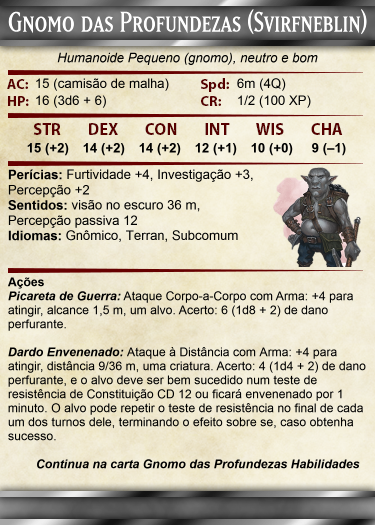 Gnomo das Profundezas (Svirfneblin)
Humanoide Pequeno (gnomo), neutro e bom
AC: 15 (camisão de malha) Spd: 6m (4Q)
HP: 16 (3d6 + 6) CR: 1/2 (100 XP)
STR DEX CON INT WIS CHA
15 (+2) 14 (+2) 14 (+2) 12 (+1) 10 (+0) 9 (–1)
Perícias: Furtividade +4, Investigação +3,
Percepção +2
Sentidos: visão no escuro 36 m,
Percepção passiva 12
Idiomas: Gnômico, Terran, Subcomum
Ações
Picareta de Guerra: Ataque Corpo-a-Corpo com Arma: +4 para
atingir, alcance 1,5 m, um alvo. Acerto: 6 (1d8 + 2) de dano
perfurante.
Dardo Envenenado: Ataque à Distância com Arma: +4 para
atingir, distância 9/36 m, uma criatura. Acerto: 4 (1d4 + 2) de dano
perfurante, e o alvo deve ser bem sucedido num teste de
resistência de Constituição CD 12 ou ficará envenenado por 1
minuto. O alvo pode repetir o teste de resistência no final de cada
um dos turnos dele, terminando o efeito sobre se, caso obtenha
sucesso.
Continua na carta Gnomo das Profundezas Habilidades